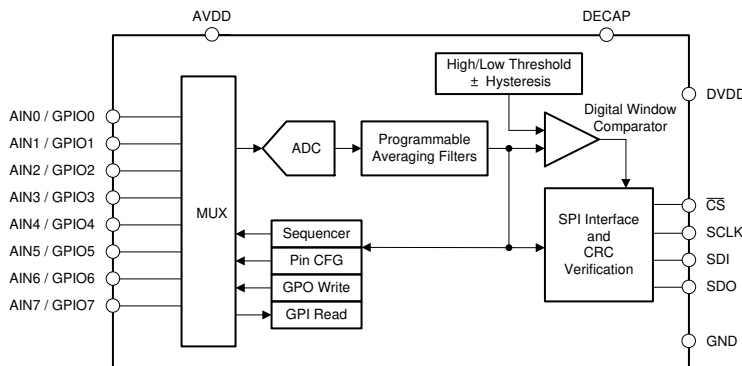 AVDD
DECAP
High/Low Threshold
± Hysteresis
DVDD
AIN0 / GPIO0
AIN1 / GPIO1
AIN2 / GPIO2
AIN3 / GPIO3
AIN4 / GPIO4
AIN5 / GPIO5
AIN6 / GPIO6
AIN7 / GPIO7
MUX
ADC
Programmable
Averaging Filters
Digital Window
Comparator
Sequencer
Pin CFG
GPO Write
GPI Read
SPI Interface
and
CRC
Verification
CS
SCLK
SDI
SDO
GND